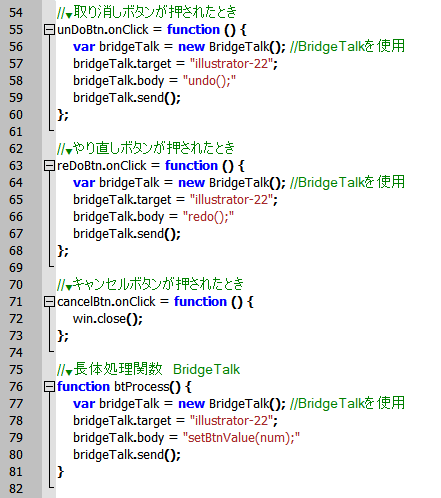 54 //▼取り消しボタンが押されたとき
55 unDoBtn.onClick = function () {
56 var bridgeTalk = new BridgeTalk(); //BridgeTalkを使用
57 bridgeTalk.target = "illustrator-22";
58 bridgeTalk.body = "undo();"
59 bridgeTalk.send();
60 };
61
62 //▼やり直しボタンが押されたとき
63 reDoBtn.onClick = function () {
64 var bridgeTalk = new BridgeTalk(); //BridgeTalkを使用
65 bridgeTalk.target = "illustrator-22";
66 bridgeTalk.body = "redo();"
67 bridgeTalk.send();
68 };
69
70 //▼キャンセルボタンが押されたとき
71 cancelBtn.onClick = function () {
72 win.close();
73 };
74
75 //▼長体処理関数　BridgeTalk
76 function btProcess() {
77 var bridgeTalk = new BridgeTalk(); //BridgeTalkを使用
78 bridgeTalk.target = "illustrator-22";
79 bridgeTalk.body = "setBtnValue(num);"
80 bridgeTalk.send();
81 }
82